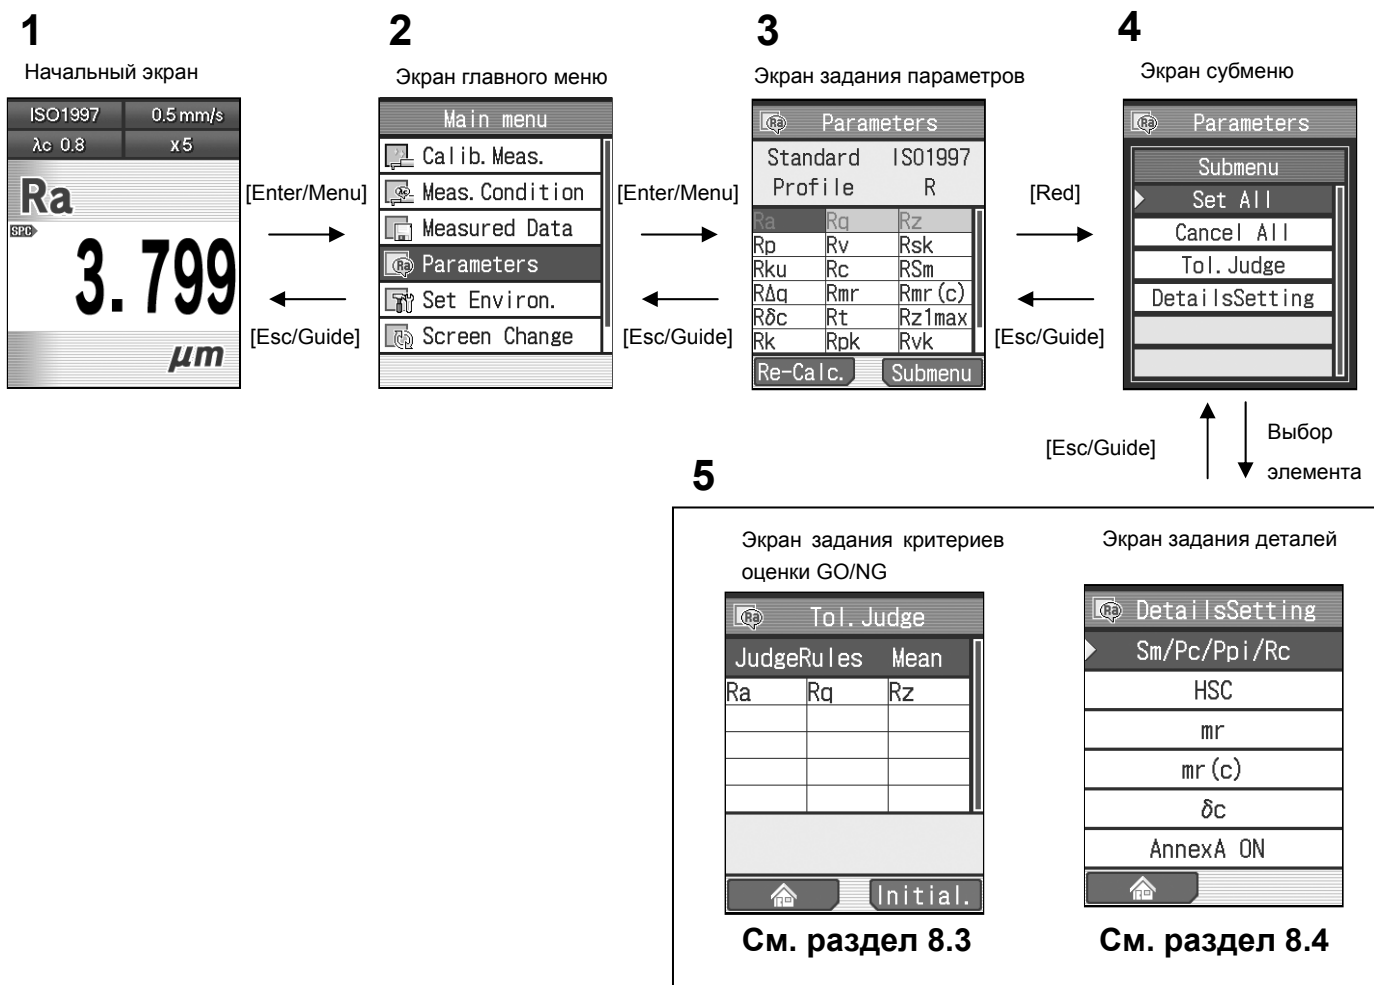 1
Начальный экран
ISO1997 0.5 mm/s
λc 0.8 x5
Ra
SPC
3.799
µm
[Enter/Menu]
[Esc/Guide]
2
Экран главного меню
Main menu
Calib.Meas.
Meas.Condition
Measured Data
Parameters
Set Environ.
Screen Change
[Enter/Menu]
[Esc/Guide]
3
Экран задания параметров
Ra Parameters
Standard ISO1997
Profile R
Ra Rq Rz
Rp Rv Rsk
Rku Rc RSm
RΔq Rmr Rmr(c)
Rδc Rt Rz1max
Rk Rpk Rvk
Re-Calc. Submenu
[Red]
[Esc/Guide]
4
Экран субменю
Ra Parameters
Submenu
Set All
Cancel All
Tol.Judge
DetailsSetting
[Esc/Guide]
Выбор
элемента
5
Экран задания критериев
оценки GO/NG
Ra Tol.Judge
JudgeRules Mean
Ra Rq Rz
Initial.
См. раздел 8.3
Экран задания деталей
Ra DetailsSetting
Sm/Pc/Ppi/Rc
HSC
mr
mr(c)
δc
AnnexA ON
См. раздел 8.4